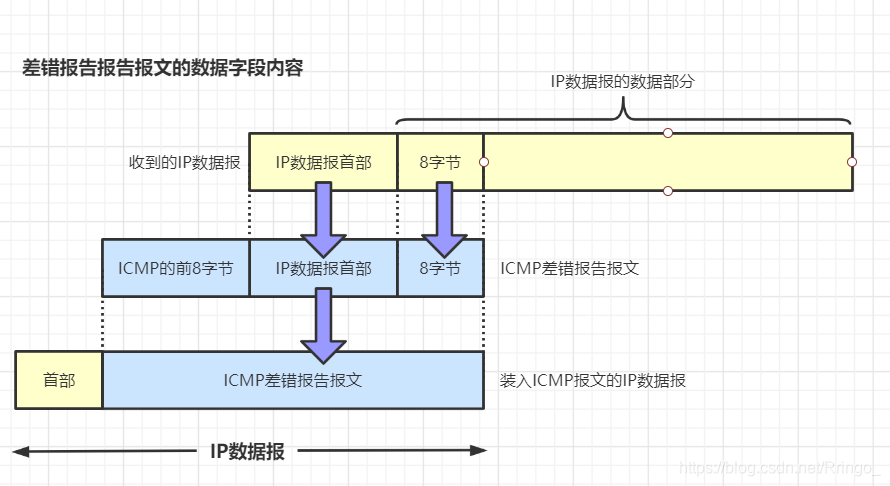 差错报告报告报文的数据字段内容
IP数据报的数据部分
收到的IP数据报
IP数据报首部
8字节
ICMP的前8字节
IP数据报首部
8字节
ICMP差错报告报文
首部
ICMP差错报告报文
装入ICMP报文的IP数据报
IP数据报
https://blog.csdn.net/Rringo_